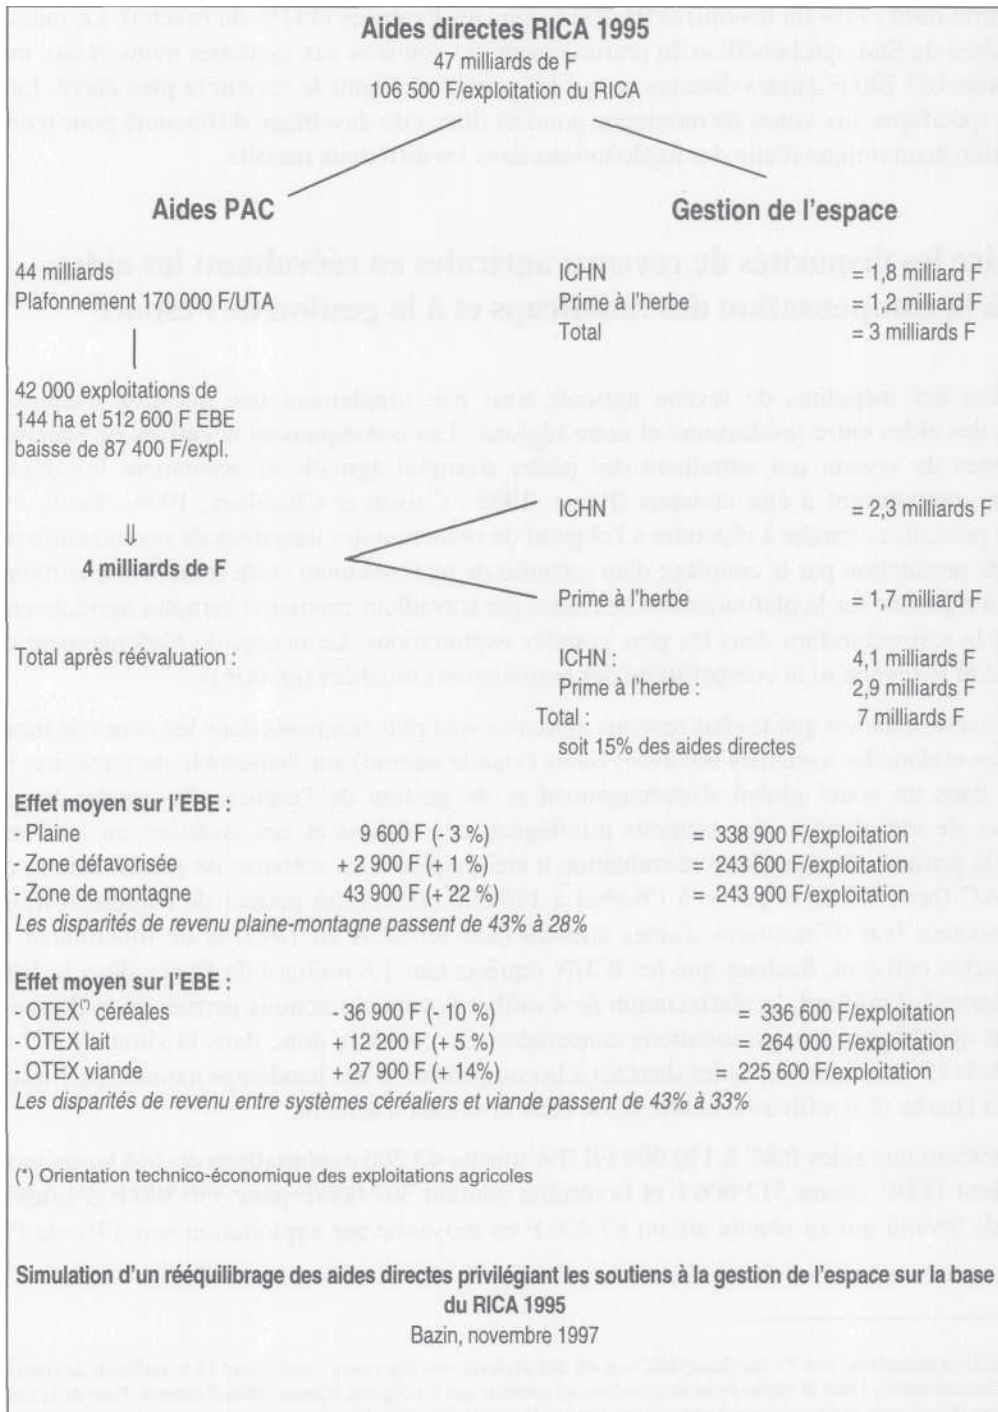 Aides directes RICA 1995
47 milliards de F
106 500 F/exploitation du RICA
Aides PAC
Gestion de l'espace
44 milliards
Plafonnement 170 000 F/UTA
ICHN = 1,8 milliard F
Prime à l'herbe = 1,2 milliard F
Total = 3 milliards F
42 000 exploitations de
144 ha et 512 600 F EBE
baisse de 87 400 F/expl.
⇓
4 milliards de F
ICHN = 2,3 milliards F
Prime à l'herbe = 1,7 milliard F
Total après réévaluation :
ICHN : 4,1 milliards F
Prime à l'herbe : 2,9 milliards F
Total : 7 milliards F
soit 15% des aides directes
Effet moyen sur l'EBE :
- Plaine - 9 600 F (- 3 %) = 338 900 F/exploitation
- Zone défavorisée + 2 900 F (+ 1 %) = 243 600 F/exploitation
- Zone de montagne + 43 900 F (+ 22 %) = 243 900 F/exploitation
Les disparités de revenu plaine-montagne passent de 43% à 28%
Effet moyen sur l'EBE :
- OTEX(*) céréales - 36 900 F (- 10 %) = 336 600 F/exploitation
- OTEX lait + 12 200 F (+ 5 %) = 264 000 F/exploitation
- OTEX viande + 27 900 F (+ 14%) = 225 600 F/exploitation
Les disparités de revenu entre systèmes céréaliers et viande passent de 43% à 33%
(*) Orientation technico-économique des exploitations agricoles
Simulation d'un rééquilibrage des aides directes privilégiant les soutiens à la gestion de l'espace sur la base
du RICA 1995
Bazin, novembre 1997